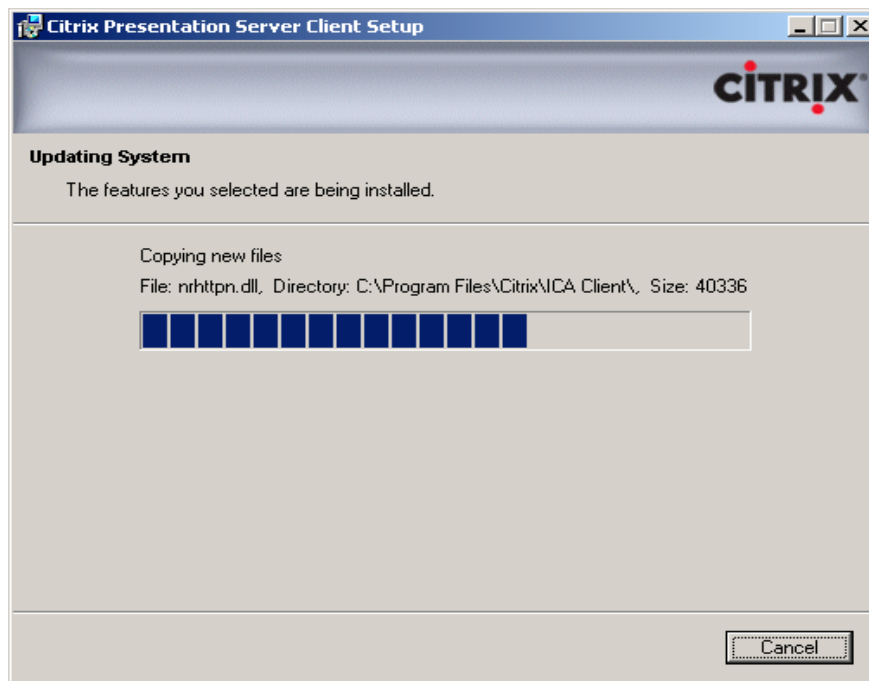 Citrix Presentation Server Client Setup
CITRIX®
Updating System
The features you selected are being installed.
Copying new files
File: nrhttpn.dll, Directory: C:\Program Files\Citrix\ICA Client\, Size: 40336
Cancel